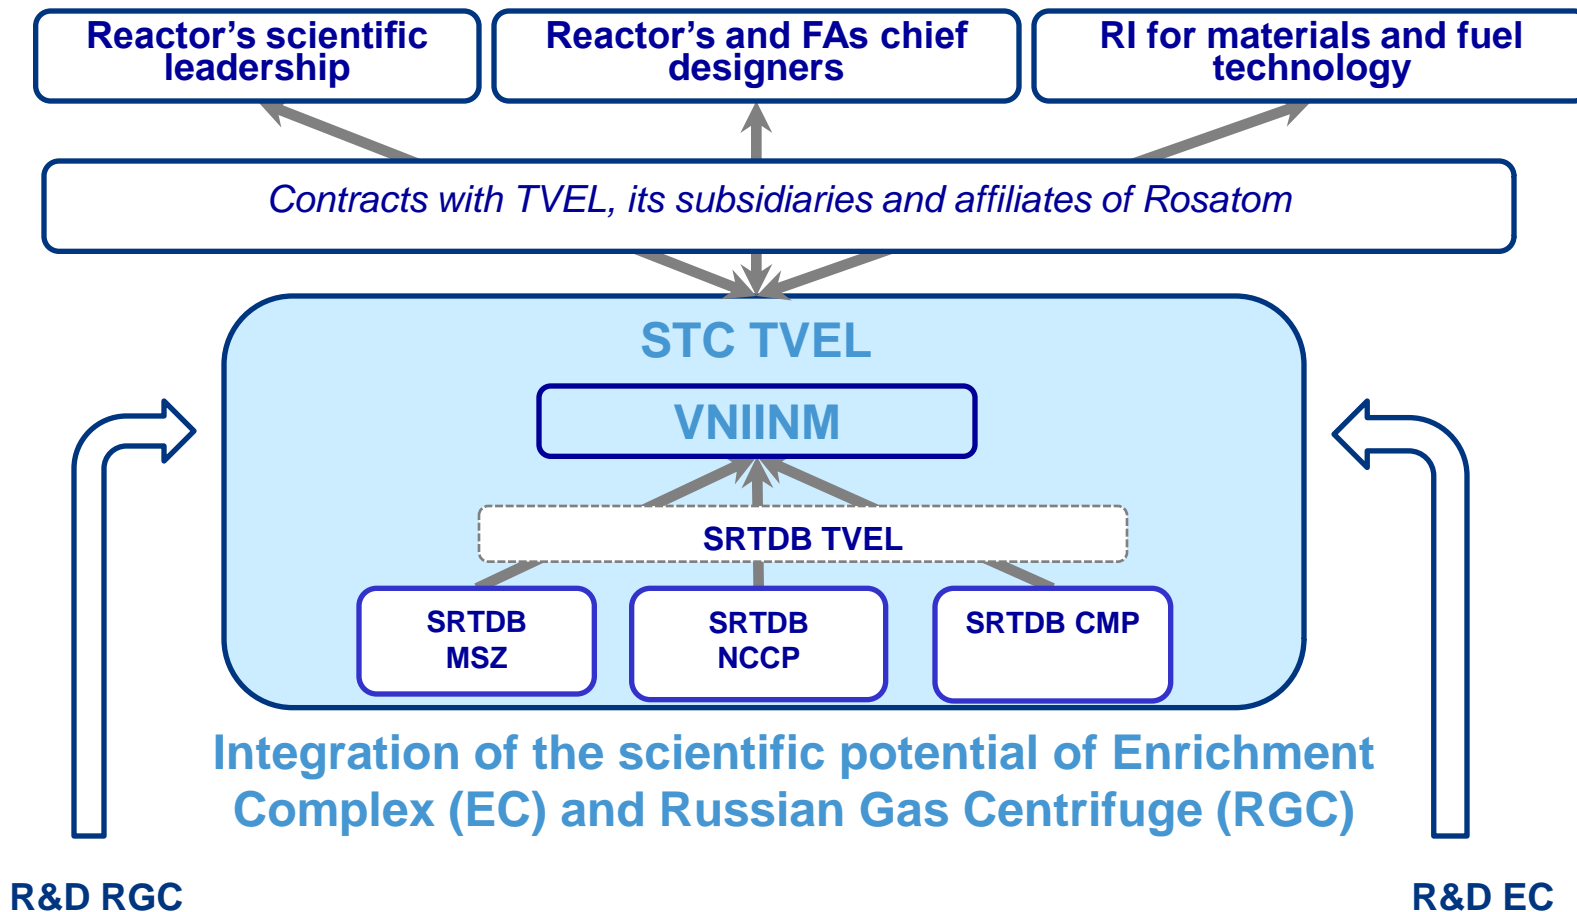 Reactor’s scientific
leadership
Reactor’s and FAs chief
designers
RI for materials and fuel
technology
Contracts with TVEL, its subsidiaries and affiliates of Rosatom
STC TVEL
VNIINM
SRTDB TVEL
SRTDB
MSZ
SRTDB
NCCP
SRTDB CMP
Integration of the scientific potential of Enrichment
Complex (EC) and Russian Gas Centrifuge (RGC)
R&D RGC
R&D EC